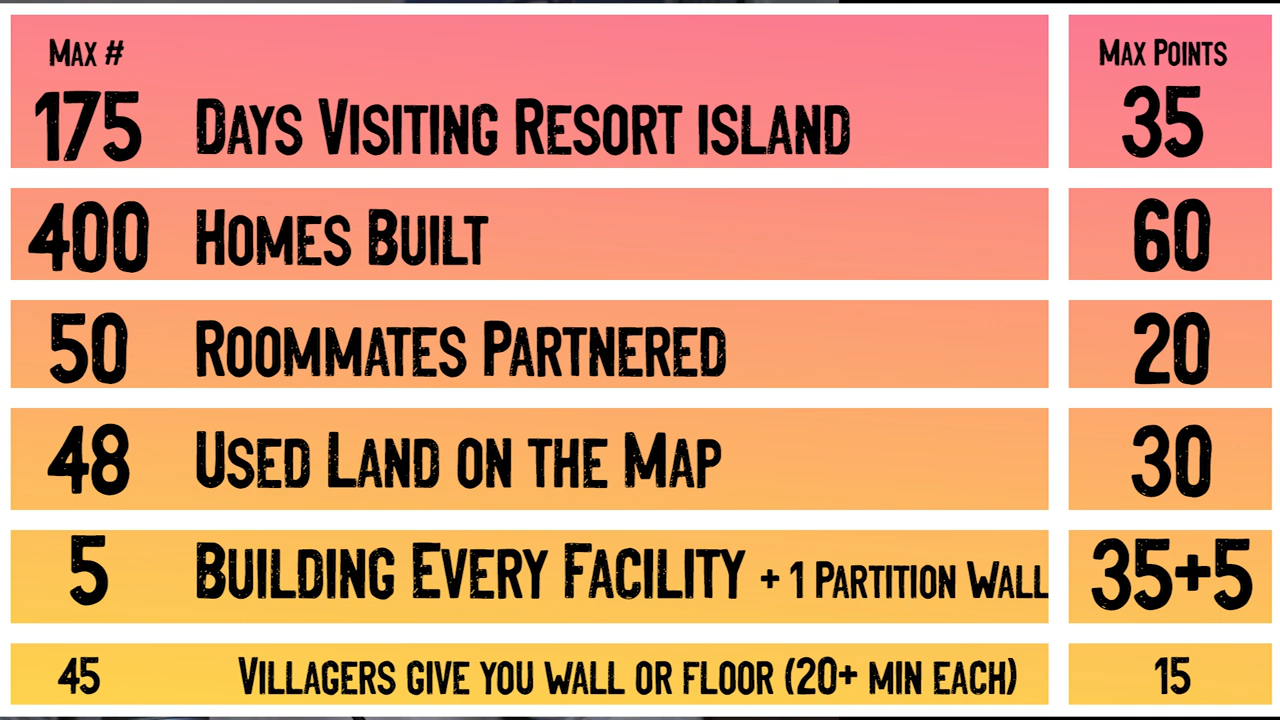 Max # Max Points
175 Days Visiting Resort island 35
400 Homes Built 60
50 Roommates Partnered 20
48 Used Land on the Map 30
5 Building Every Facility + 1 Partition Wall 35+5
45 Villagers give you wall or floor (20+ min each) 15